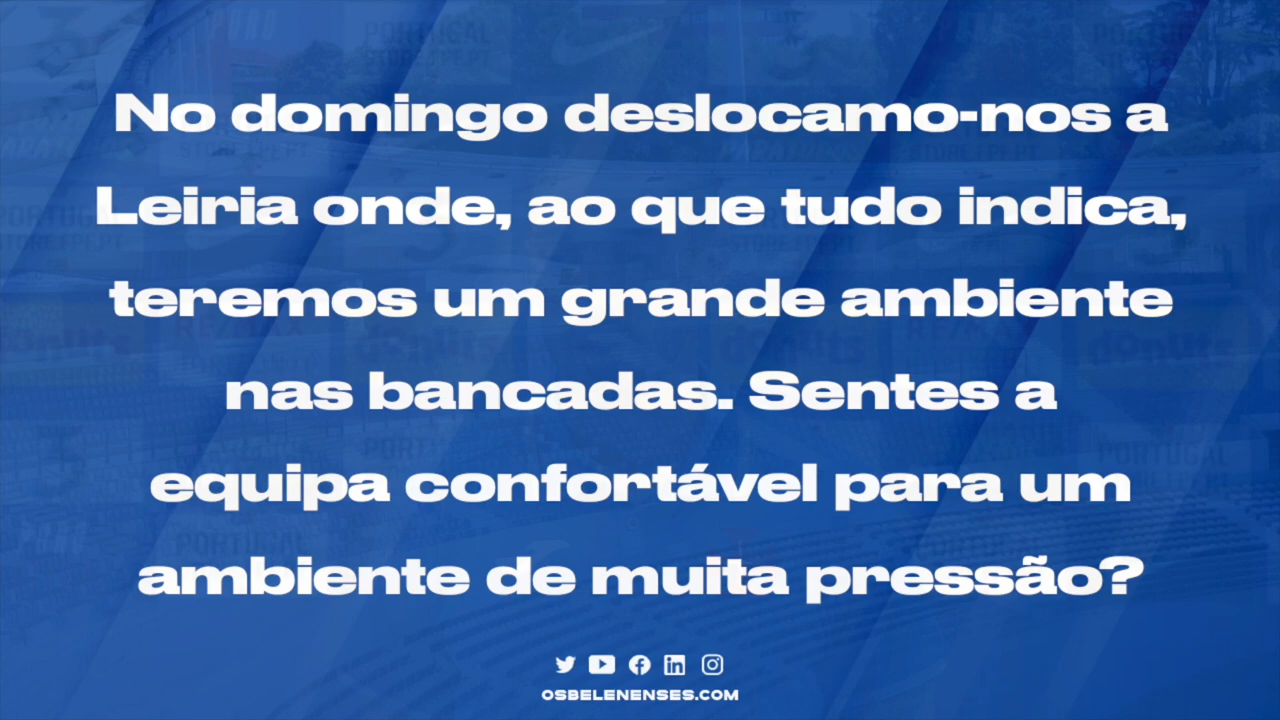 No domingo deslocamo-nos a
Leiria onde, ao que tudo indica,
teremos um grande ambiente
nas bancadas. Sentes a
equipa confortável para um
ambiente de muita pressão?
OSBELENENSES.COM